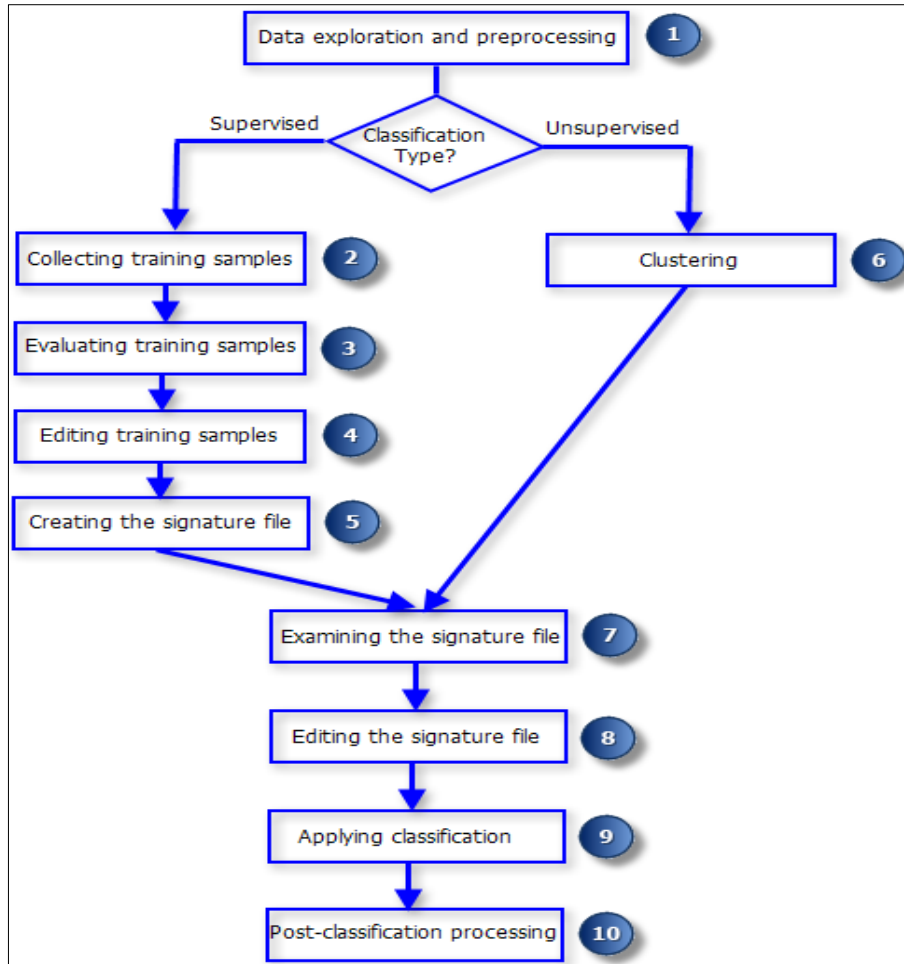 Data exploration and preprocessing
1
Supervised
Classification
Type?
Unsupervised
Collecting training samples
2
Clustering
6
Evaluating training samples
3
Editing training samples
4
Creating the signature file
5
Examining the signature file
7
Editing the signature file
8
Applying classification
9
Post-classification processing
10